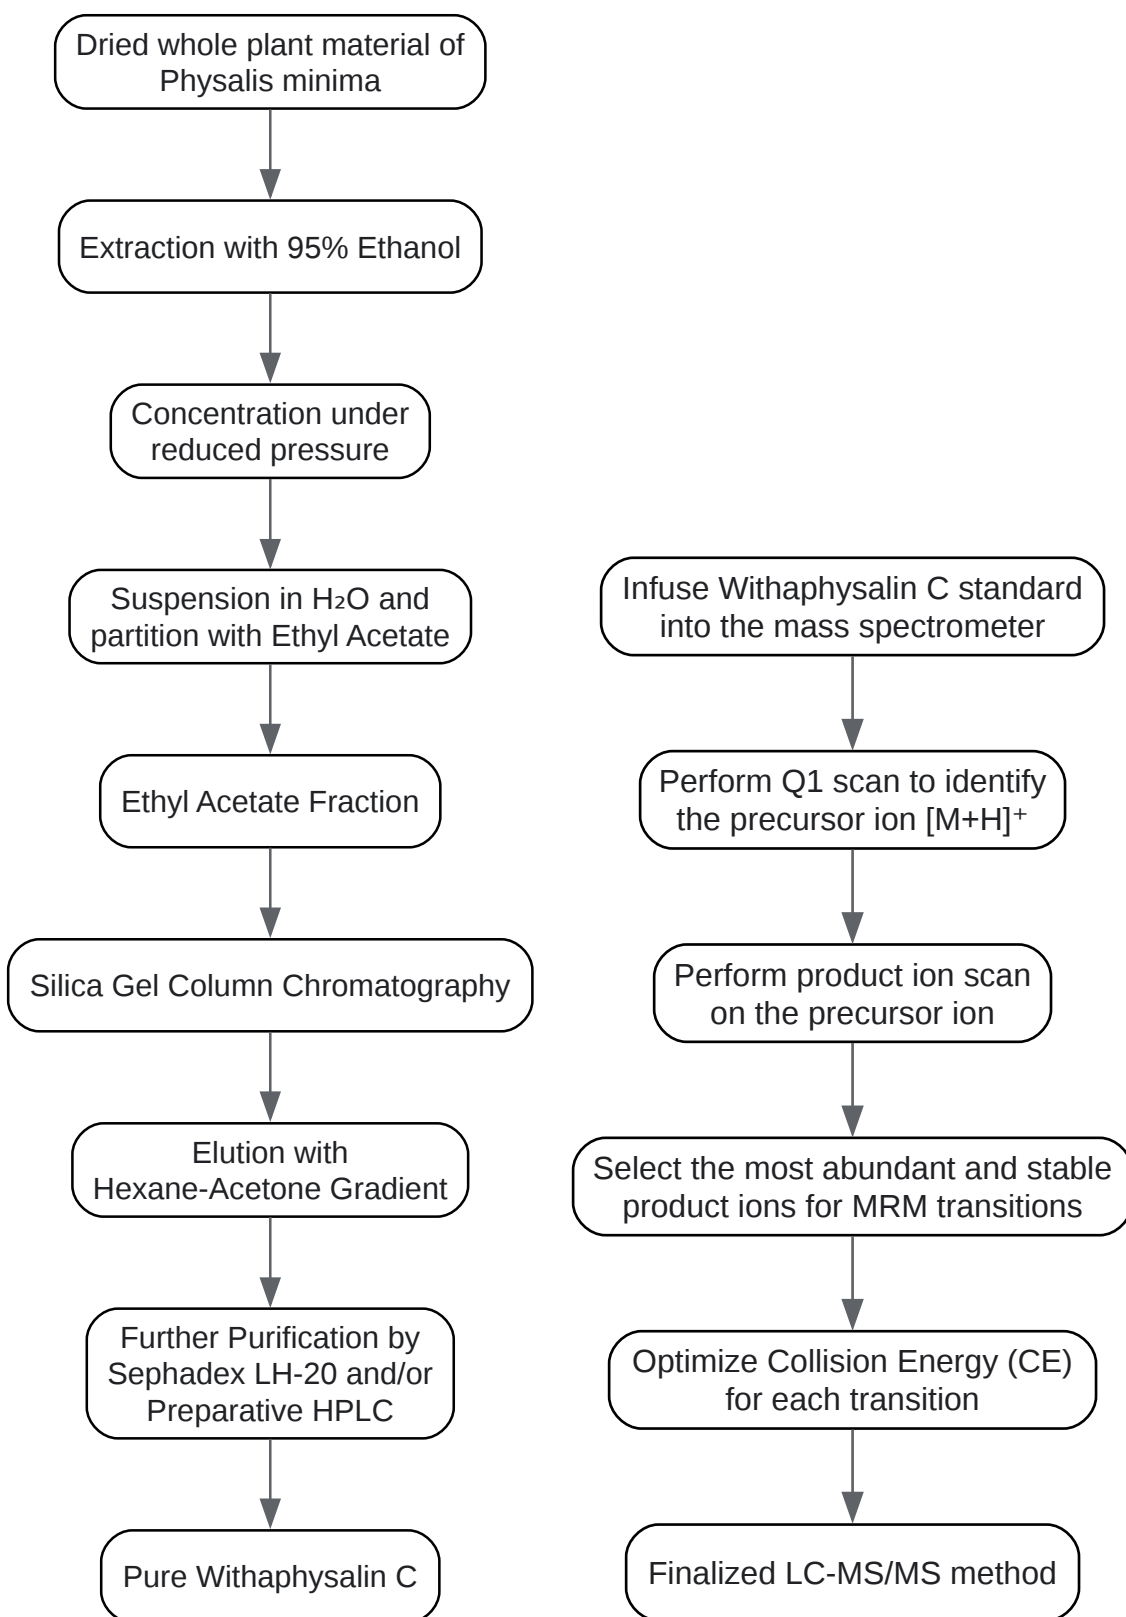 Dried whole plant material of
Physalis minima
Extraction with 95% Ethanol
Concentration under
reduced pressure
Suspension in H₂O and
partition with Ethyl Acetate
Ethyl Acetate Fraction
Silica Gel Column Chromatography
Elution with
Hexane-Acetone Gradient
Further Purification by
Sephadex LH-20 and/or
Preparative HPLC
Pure Withaphysalin C
Infuse Withaphysalin C standard
into the mass spectrometer
Perform Q1 scan to identify
the precursor ion [M+H]⁺
Perform product ion scan
on the precursor ion
Select the most abundant and stable
product ions for MRM transitions
Optimize Collision Energy (CE)
for each transition
Finalized LC-MS/MS method